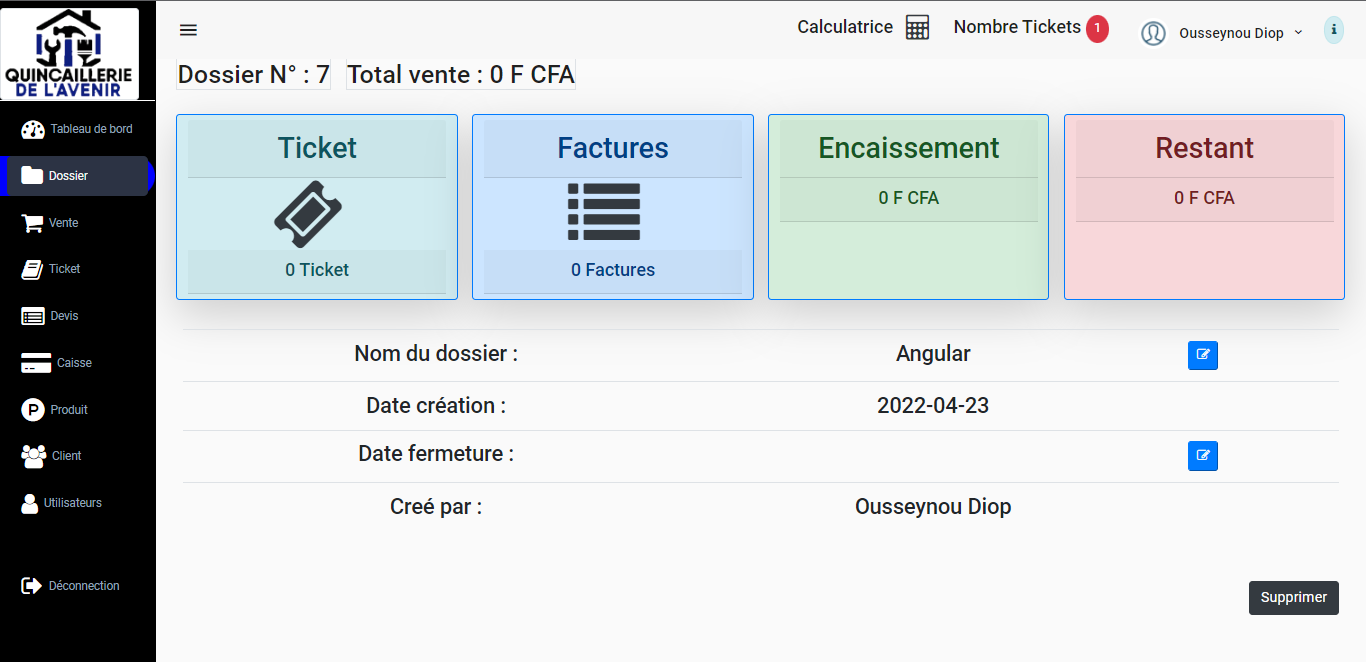 QUINCAILLERIE
DE L'AVENIR
Tableau de bord
Dossier
Vente
Ticket
Devis
Caisse
P Produit
Client
Utilisateurs
Déconnection
Calculatrice Nombre Tickets 1 Ousseynou Diop i
Dossier N° : 7 Total vente : 0 F CFA
Ticket
0 Ticket
Factures
0 Factures
Encaissement
0 F CFA
Restant
0 F CFA
Nom du dossier : Angular
Date création : 2022-04-23
Date fermeture :
Creé par : Ousseynou Diop
Supprimer